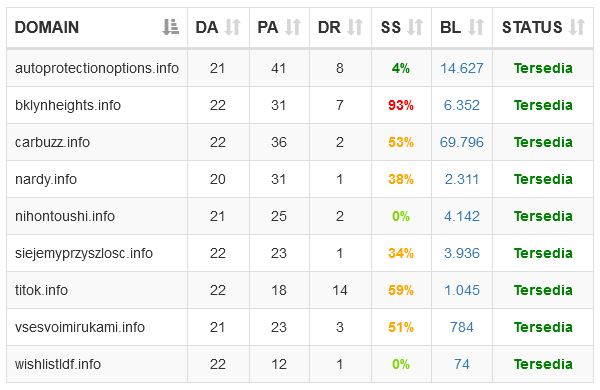 DOMAIN DA PA DR SS BL STATUS
autoprotectionoptions.info 21 41 8 4% 14.627 Tersedia
bklynheights.info 22 31 7 93% 6.352 Tersedia
carbuzz.info 22 36 2 53% 69.796 Tersedia
nardy.info 20 31 1 38% 2.311 Tersedia
nihontoushi.info 21 25 2 0% 4.142 Tersedia
siejemyprzyszlosc.info 22 23 1 34% 3.936 Tersedia
titok.info 22 18 14 59% 1.045 Tersedia
vsesvoimirukami.info 21 23 3 51% 784 Tersedia
wishlistldf.info 22 12 1 0% 74 Tersedia